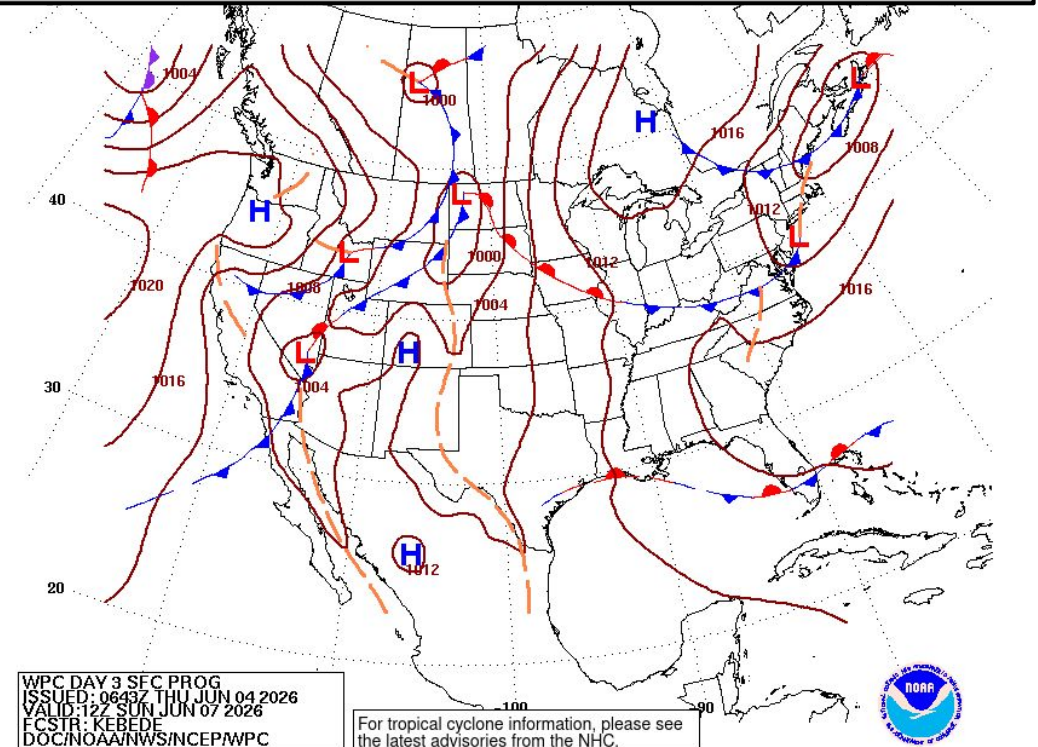 1004
L
1000
H
1016
L
1008
40
H
L
1012
L
L
1000
1012
1020
1008
1004
1016
H
L
1004
30
1016
H
1012
20
-100
90
WPC DAY 3 SFC PROG
ISSUED: 0643Z THU JUN 04 2026
VALID: 12Z SUN JUN 07 2026
FCSTR: KEBEDE
DOC/NOAA/NWS/NCEP/WPC
For tropical cyclone information, please see
the latest advisories from the NHC.
NOAA